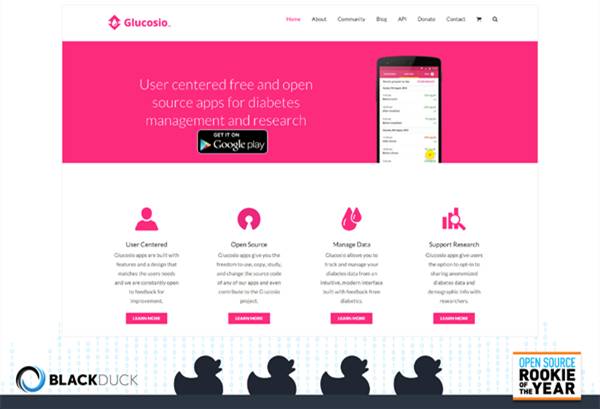 Glucosio
Home About Community Blog API Donate Contact
User centered free and open
source apps for diabetes
management and research
GET IT ON
Google play
User Centered
Glucosio apps are built with
features and a design that
matches the users needs
and we are constantly open
to feedback for
improvement.
LEARN MORE
Open Source
Glucosio apps give you the
freedom to use, copy, study,
and change the source code
of any of our apps and even
contribute to the Glucosio
project.
LEARN MORE
Manage Data
Glucosio allows you to
track and manage your
diabetes data from an
intuitive, modern interface
built with feedback from
diabetics.
LEARN MORE
Support Research
Glucosio apps give users
the option to opt-in to
sharing anonymized
diabetes data and
demographic info with
researchers.
LEARN MORE
BLACKDUCK
OPEN SOURCE
ROOKIE
OF THE YEAR